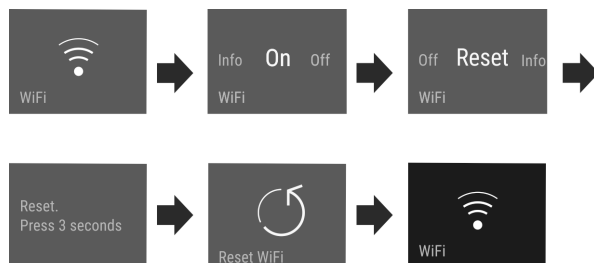 WiFi
Info On Off
WiFi
Off Reset Info
WiFi
Reset.
Press 3 seconds
Reset WiFi
WiFi